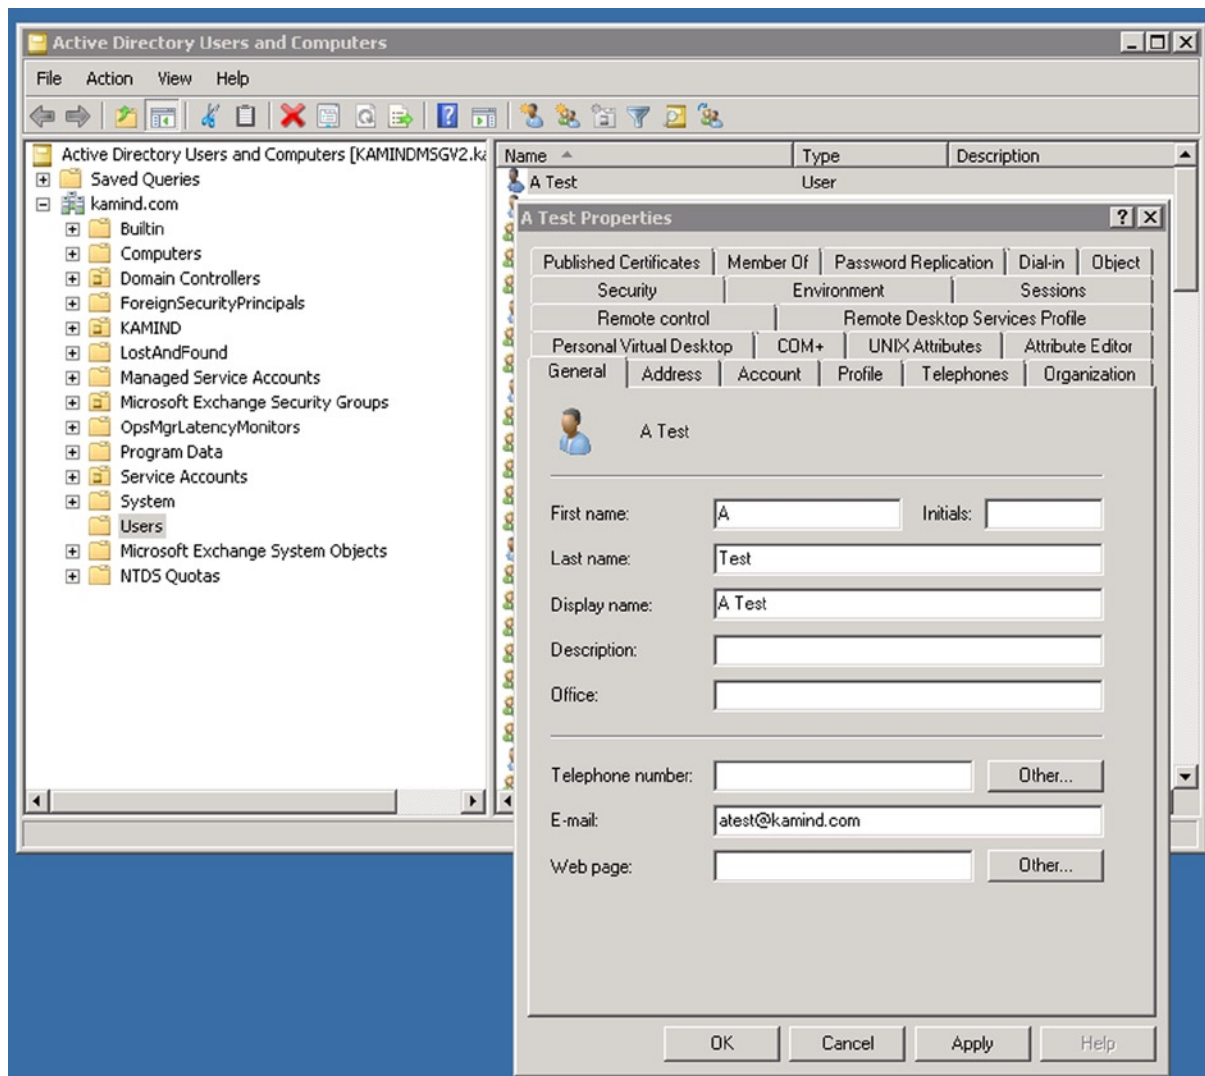 Active Directory Users and Computers
File Action View Help
Active Directory Users and Computers [KAMINDMSGV2.ka
Saved Queries
kamind.com
Builtin
Computers
Domain Controllers
ForeignSecurityPrincipals
KAMIND
LostAndFound
Managed Service Accounts
Microsoft Exchange Security Groups
OpsMgrLatencyMonitors
Program Data
Service Accounts
System
Users
Microsoft Exchange System Objects
NTDS Quotas
Name Type Description
A Test User
A Test Properties
Published Certificates Member Of Password Replication Dial-in Object
Security Environment Sessions
Remote control Remote Desktop Services Profile
Personal Virtual Desktop COM+ UNIX Attributes Attribute Editor
General Address Account Profile Telephones Organization
A Test
First name: A Initials:
Last name: Test
Display name: A Test
Description:
Office:
Telephone number: Other...
E-mail: atest@kamind.com
Web page: Other...
OK Cancel Apply Help